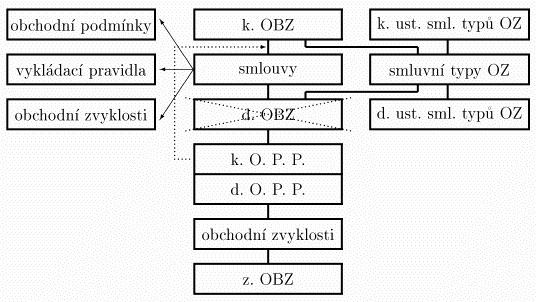 obchodní podmínky
k. OBZ
k. ust. sml. typů OZ
vykládací pravidla
smlouvy
smluvní typy OZ
obchodní zvyklosti
d. OBZ
d. ust. sml. typů OZ
k. O. P. P.
d. O. P. P.
obchodní zvyklosti
z. OBZ